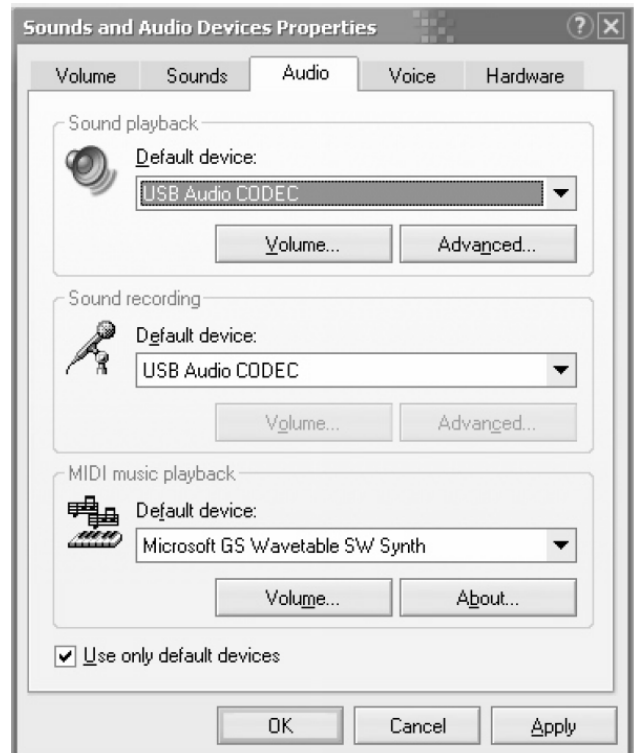 Sounds and Audio Devices Properties
Volume Sounds Audio Voice Hardware
Sound playback
Default device:
USB Audio CODEC
Volume... Advanced...
Sound recording
Default device:
USB Audio CODEC
Volume... Advanced...
MIDI music playback
Default device:
Microsoft GS Wavetable SW Synth
Volume... About...
Use only default devices
OK Cancel Apply